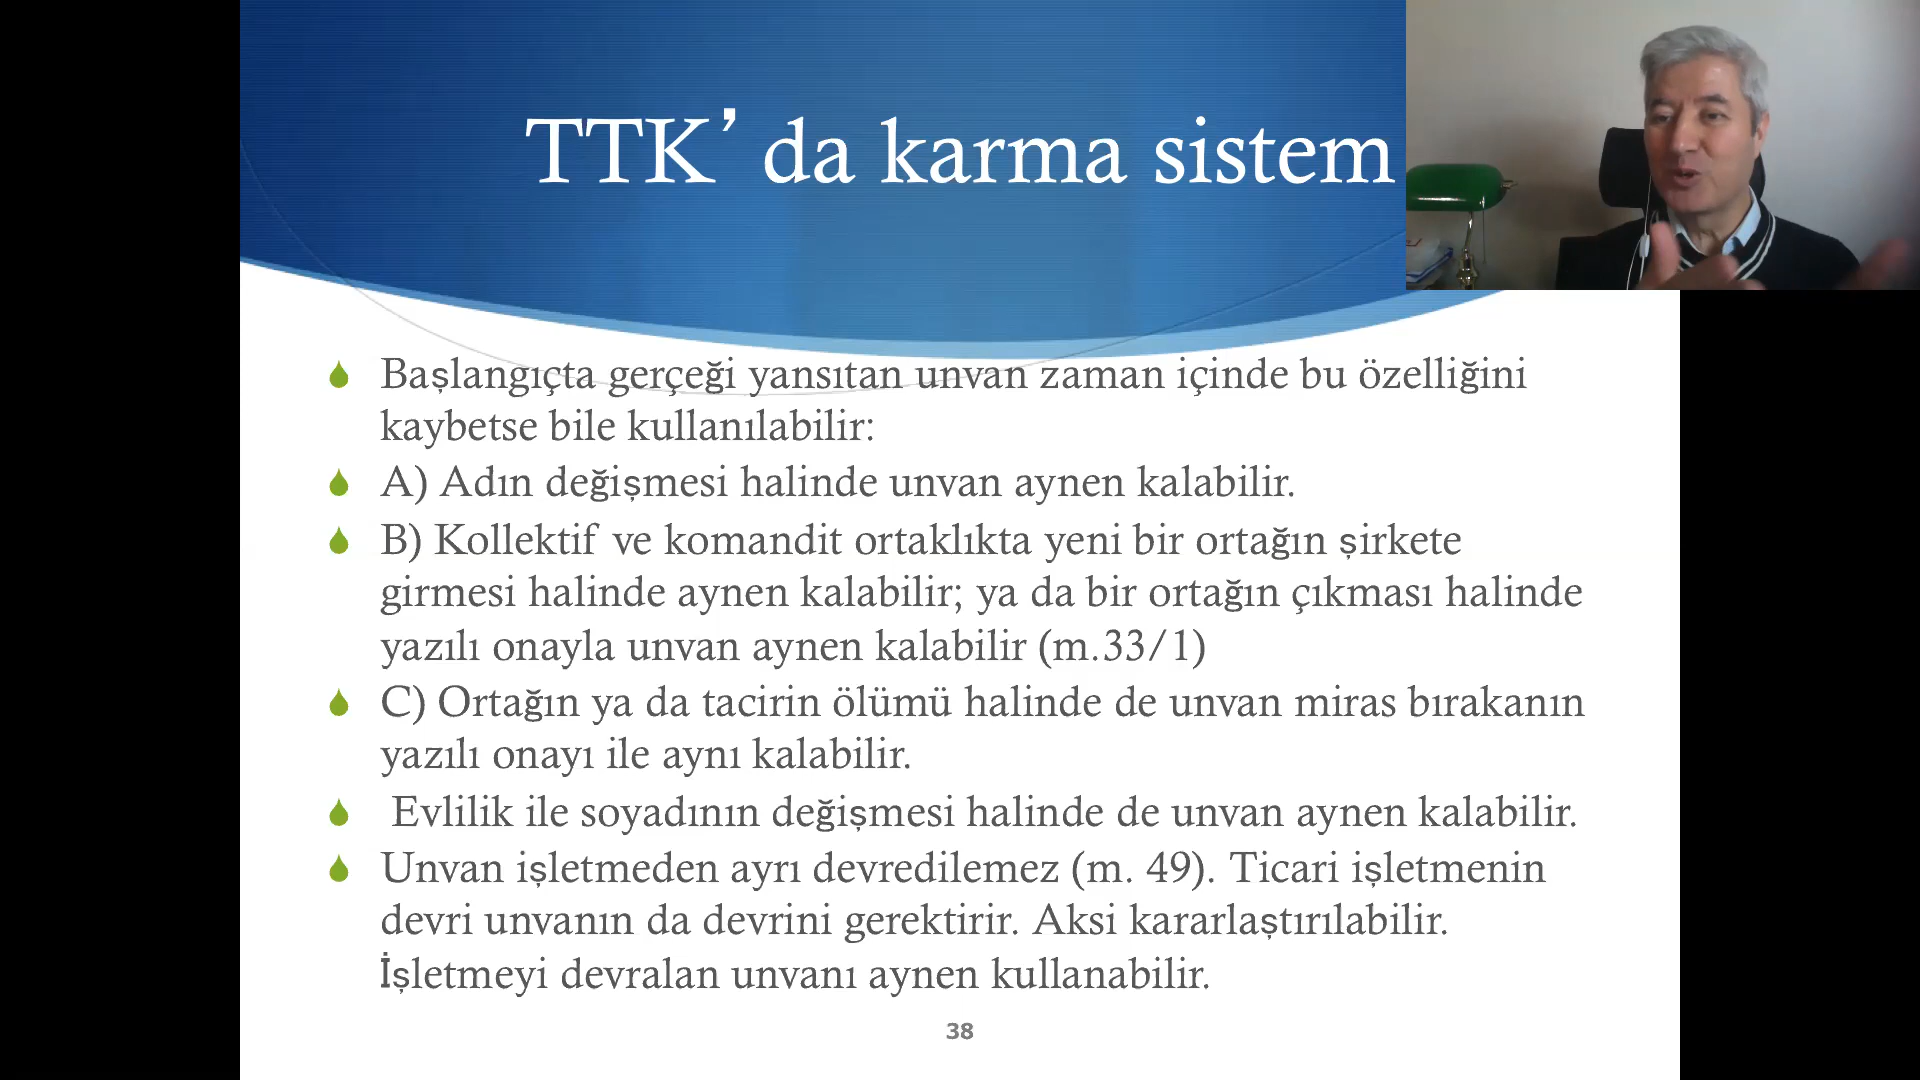 TTK’ da karma sistem
Başlangıçta gerçeği yansıtan unvan zaman içinde bu özelliğini
kaybetse bile kullanılabilir:
A) Adın değişmesi halinde unvan aynen kalabilir.
B) Kollektif ve komandit ortaklıkta yeni bir ortağın şirkete
girmesi halinde aynen kalabilir; ya da bir ortağın çıkması halinde
yazılı onayla unvan aynen kalabilir (m.33/1)
C) Ortağın ya da tacirin ölümü halinde de unvan miras bırakanın
yazılı onayı ile aynı kalabilir.
Evlilik ile soyadının değişmesi halinde de unvan aynen kalabilir.
Unvan işletmeden ayrı devredilemez (m. 49). Ticari işletmenin
devri unvanın da devrini gerektirir. Aksi kararlaştırılabilir.
İşletmeyi devralan unvanı aynen kullanabilir.
38